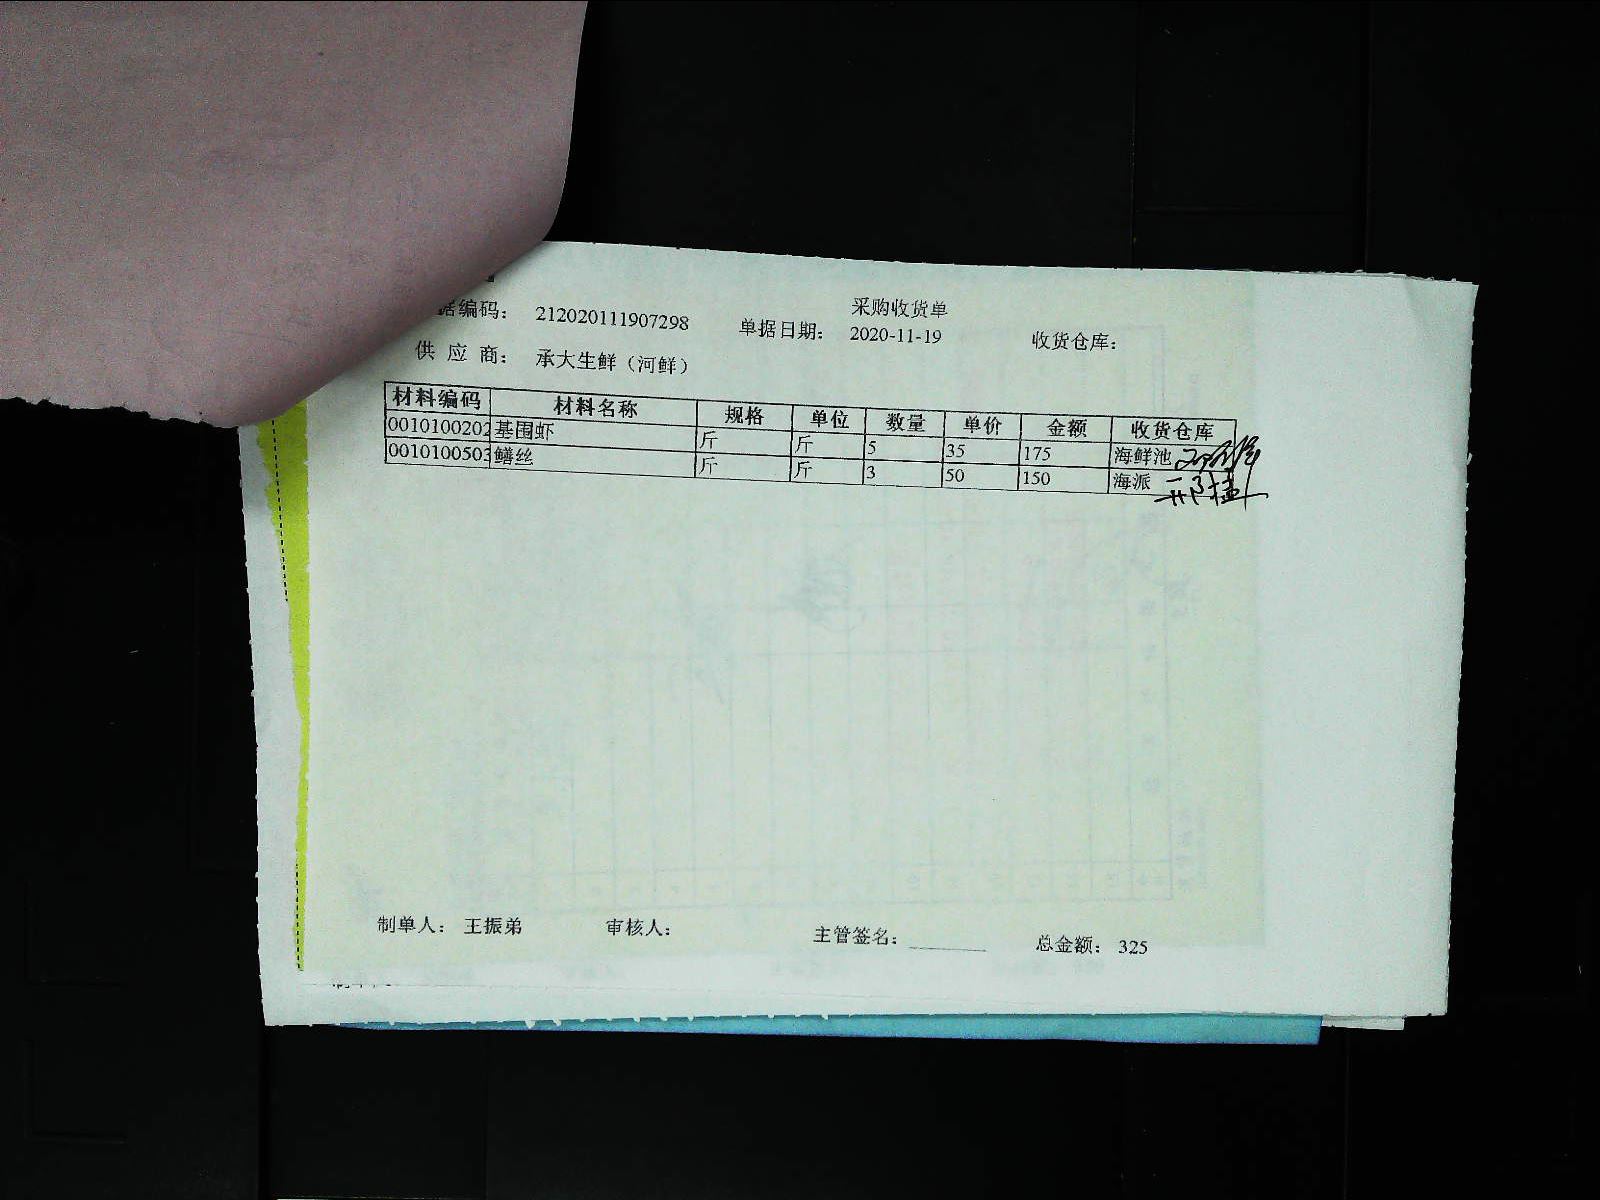 采购收货单
据编码： 212020111907298 单据日期： 2020-11-19 收货仓库：
供 应 商： 承大生鲜（河鲜）
材料编码 材料名称 规格 单位 数量 单价 金额 收货仓库
0010100202 基围虾 斤 斤 5 35 175 海鲜池
0010100503 鳝丝 斤 斤 3 50 150 海派
制单人： 王振弟 审核人： 主管签名： 总金额： 325